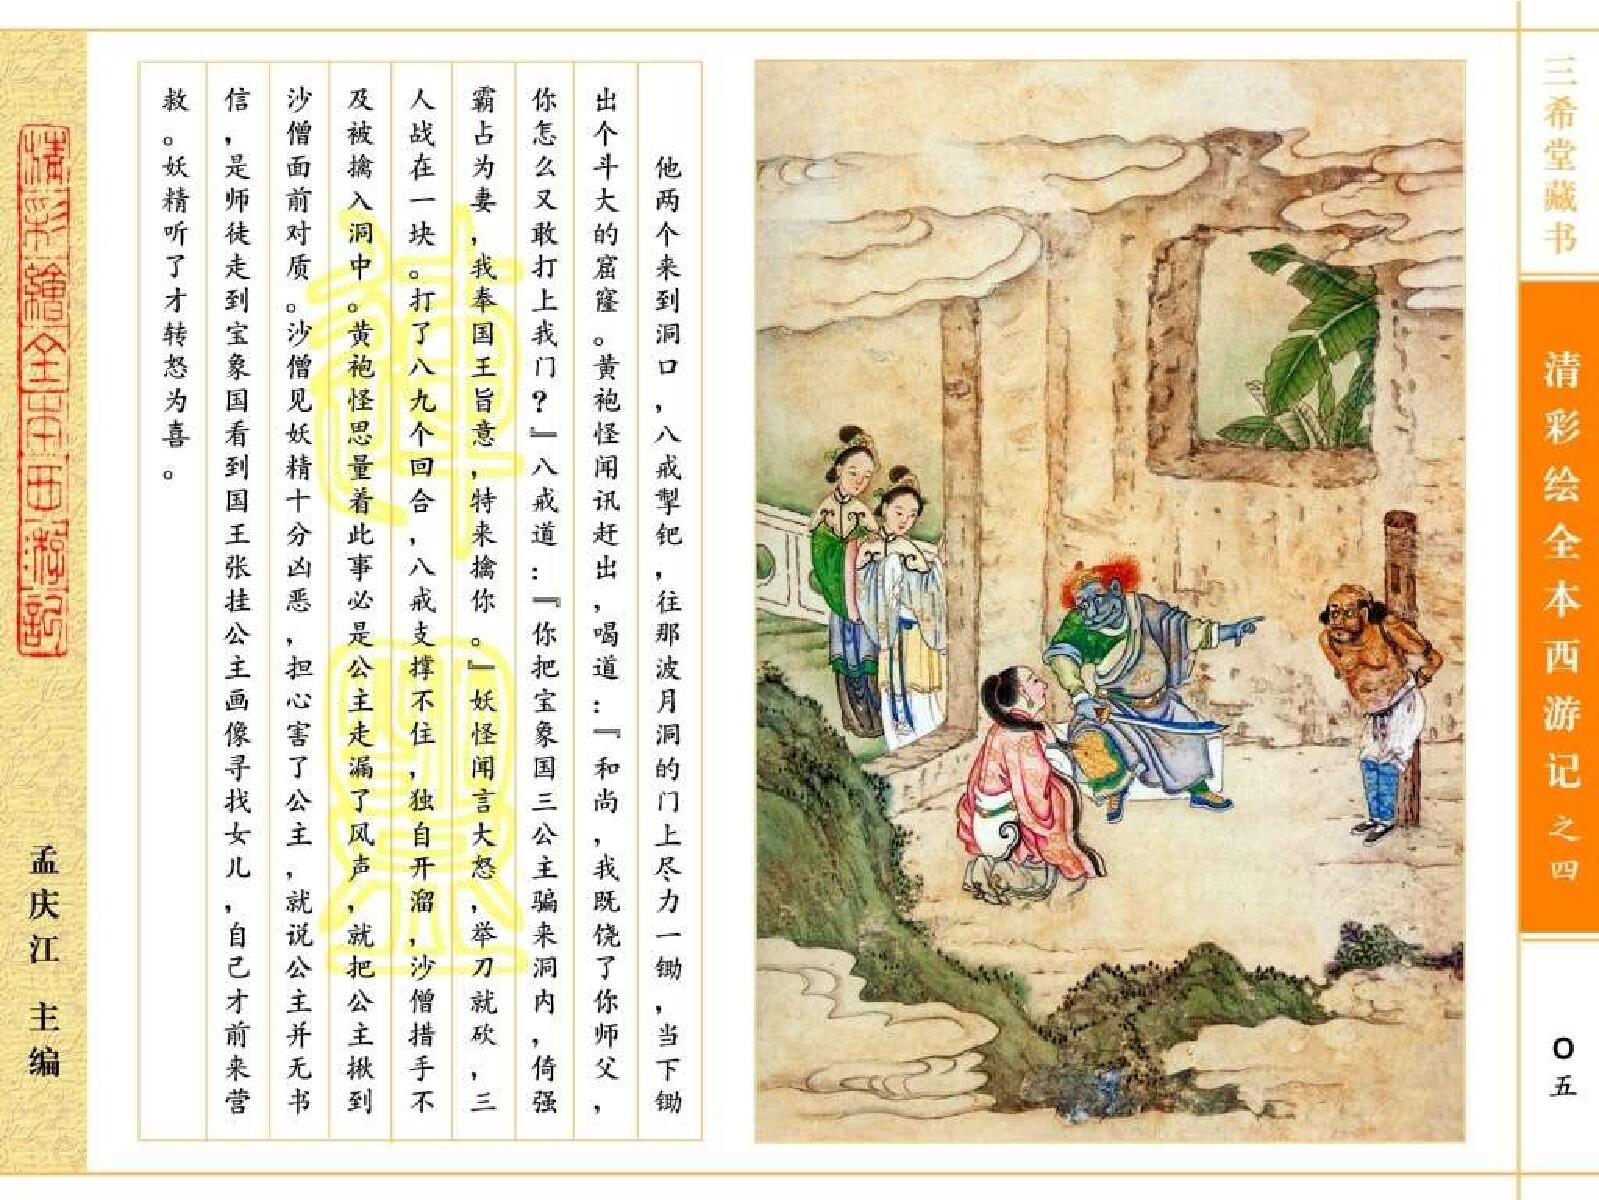 三希堂藏书
清彩绘全本西游记之四
〇五
他两个来到洞口，八戒掣钯，往那波月洞的门上尽力一锄，当下锄
出个斗大的窟窿。黄袍怪闻讯赶出，喝道：『和尚，我既饶了你师父，
你怎么又敢打上我门？』八戒道：『你把宝象国三公主骗来洞内，倚强
霸占为妻，我奉国王旨意，特来擒你。』妖怪闻言大怒，举刀就砍，三
人战在一块。打了八九个回合，八戒支撑不住，独自开溜，沙僧措手不
及被擒入洞中。黄袍怪思量着此事必是公主走漏了风声，就把公主揪到
沙僧面前对质。沙僧见妖精十分凶恶，担心害了公主，就说公主并无书
信，是师徒走到宝象国看到国王张挂公主画像寻找女儿，自己才前来营
救。妖精听了才转怒为喜。
清彩繪全本西游記
孟庆江 主编